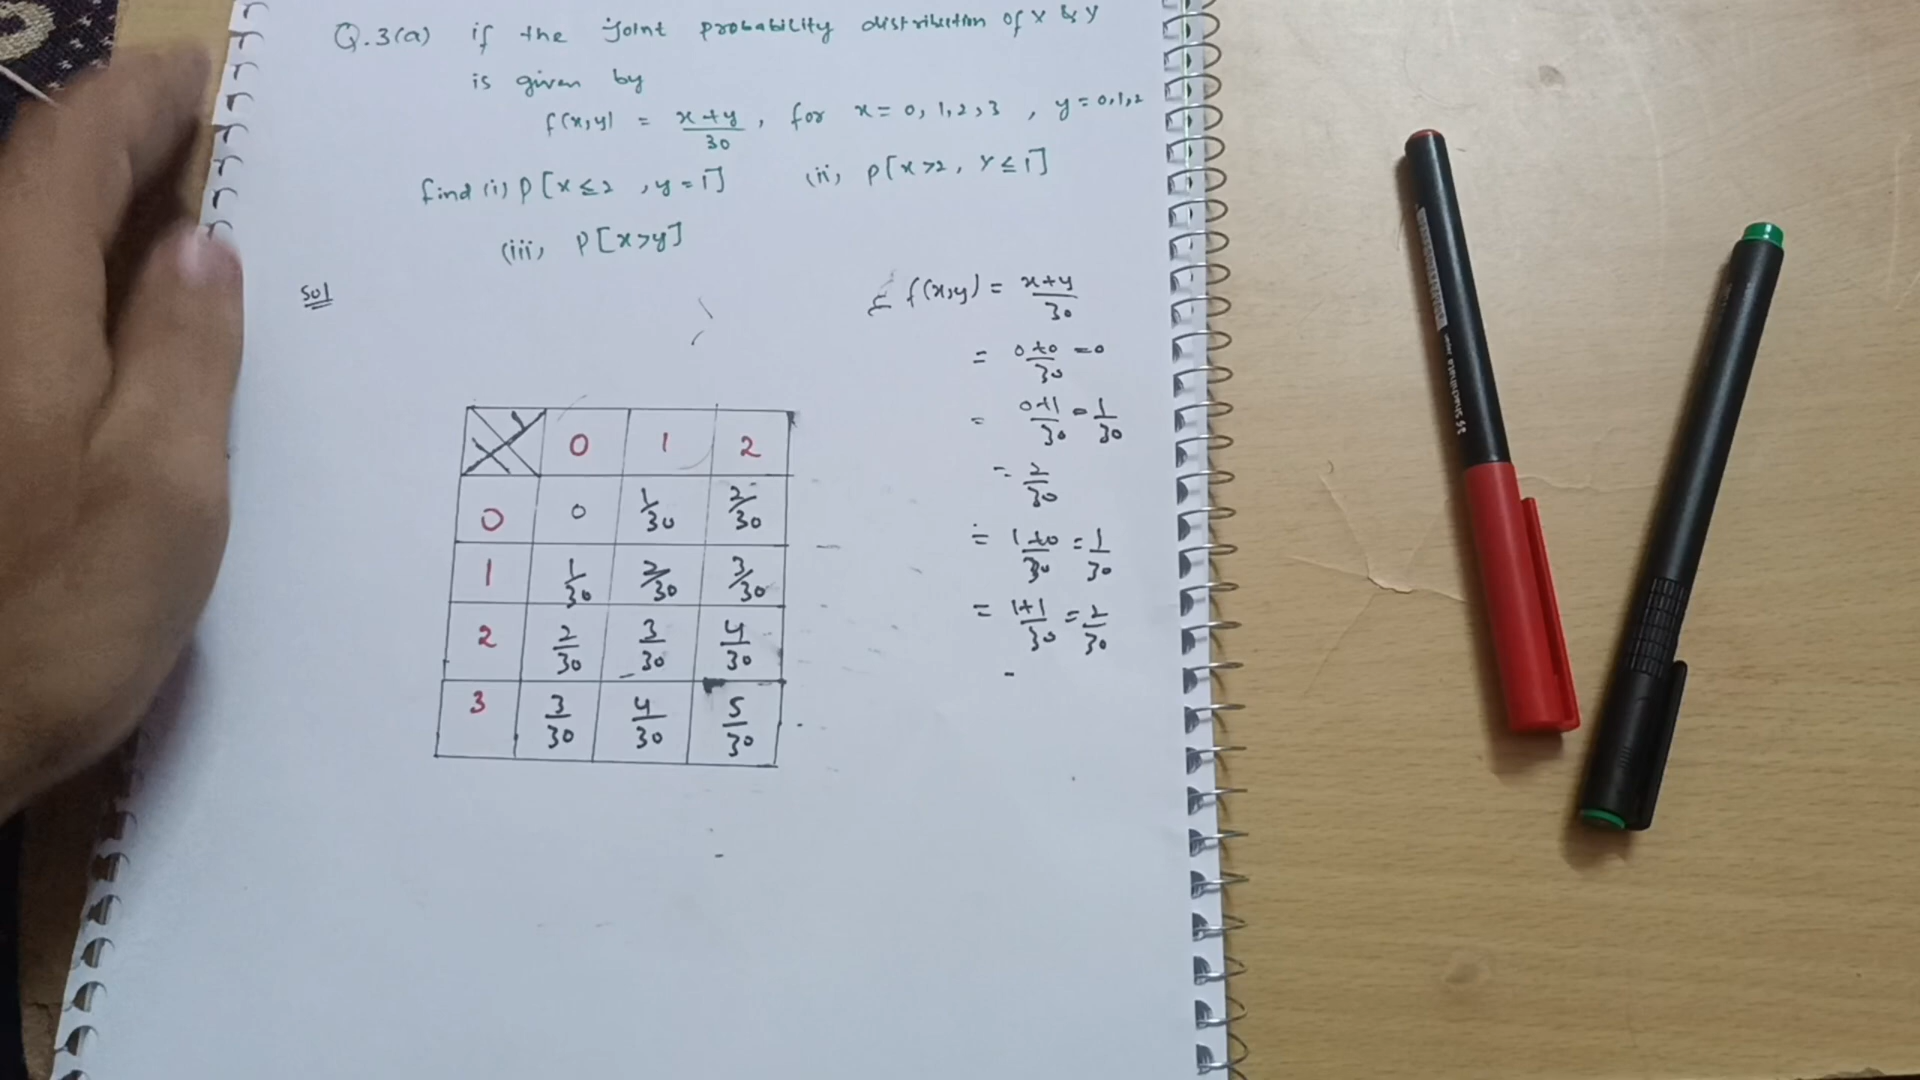 Q.3(a) if the joint probability distribution of X & Y
is given by
f(x,y) = x+y/30, for x = 0,1,2,3, y = 0,1,2
find (i) P[x≤2, y=1] (ii) P[x>2, Y≤1]
(iii) P[x>y]
Sol
Σ f(x,y) = x+y/30
= 0+0/30 = 0
= 0+1/30 = 1/30
= 2/30
= 1+0/30 = 1/30
= 1+1/30 = 2/30
X Y 0 1 2
0 0 1/30 2/30
1 1/30 2/30 3/30
2 2/30 3/30 4/30
3 3/30 4/30 5/30